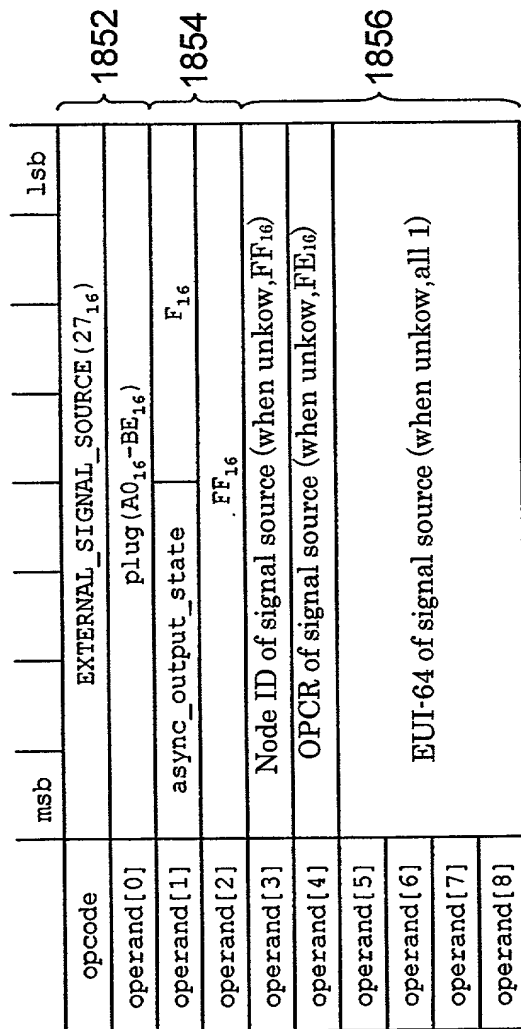 msb lsb
opcode EXTERNAL_SIGNAL_SOURCE (27₁₆)
operand[0] plug (A0₁₆-BE₁₆)
1852
operand[1] async_output_state F₁₆
operand[2] FF₁₆
1854
operand[3] Node ID of signal source (when unkow,FF₁₆)
operand[4] OPCR of signal source (when unkow,FE₁₆)
operand[5]
operand[6] EUI-64 of signal source (when unkow,all 1)
operand[7]
operand[8]
1856